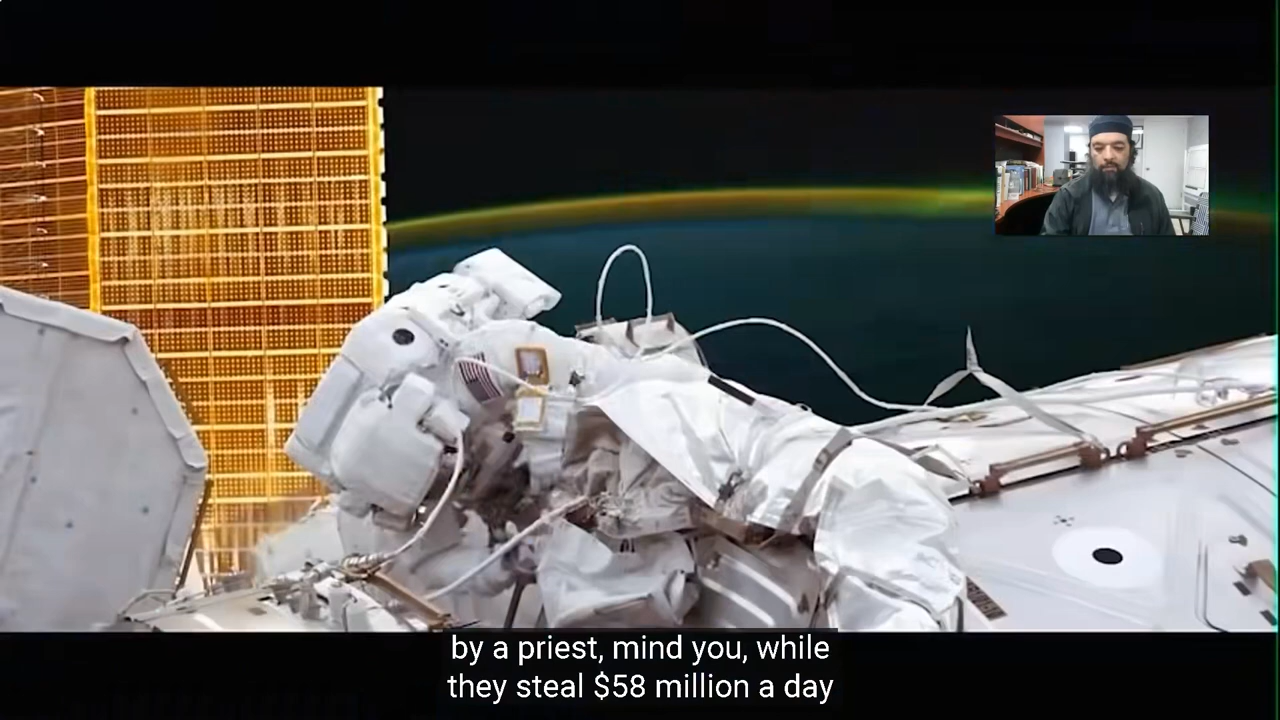 by a priest, mind you, while
they steal $58 million a day